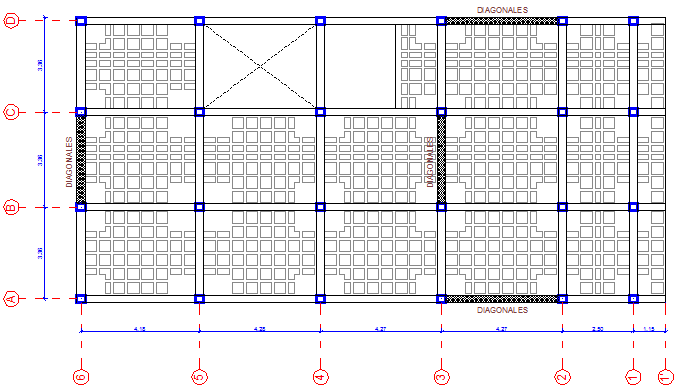 DIAGONALES
D
3.36
C
DIAGONALES
DIAGONALES
3.36
B
3.36
A
DIAGONALES
4.15
4.25
4.27
4.27
2.50
1.15
6
5
4
3
2
1
1'